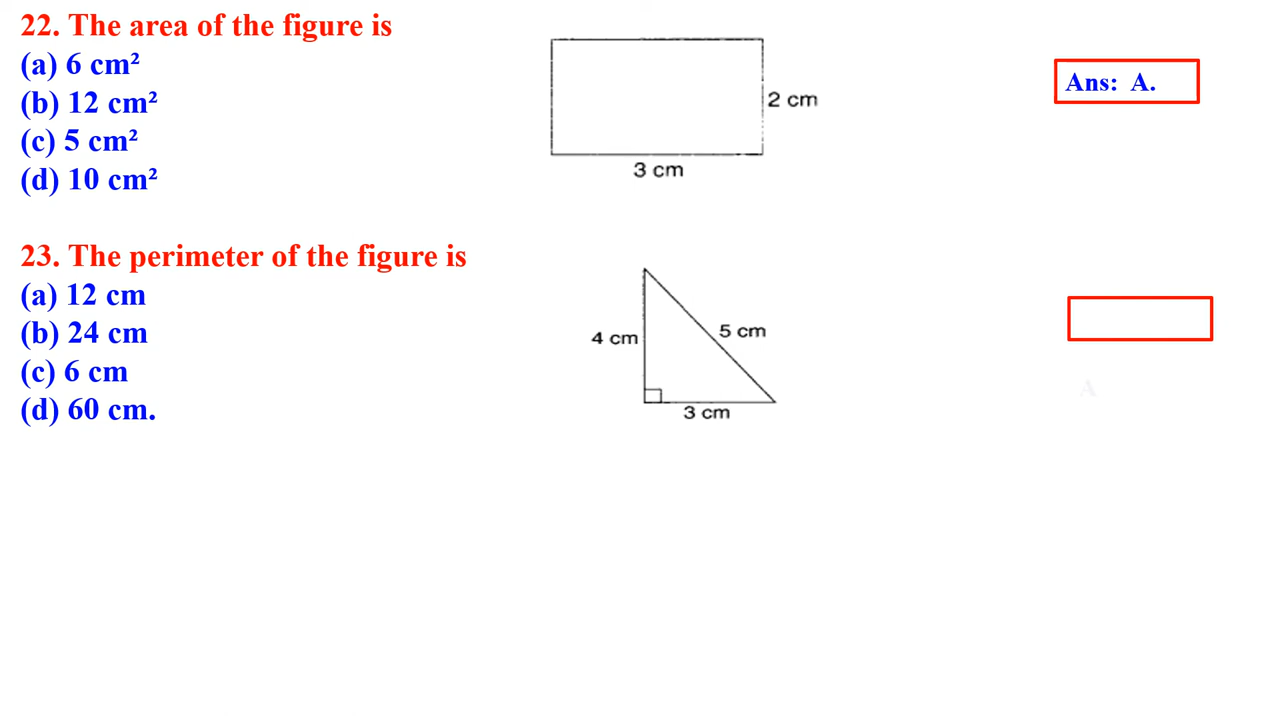 22. The area of the figure is
(a) 6 cm²
(b) 12 cm²
(c) 5 cm²
(d) 10 cm²
2 cm
3 cm
Ans: A.
23. The perimeter of the figure is
(a) 12 cm
(b) 24 cm
(c) 6 cm
(d) 60 cm.
4 cm
5 cm
3 cm
A